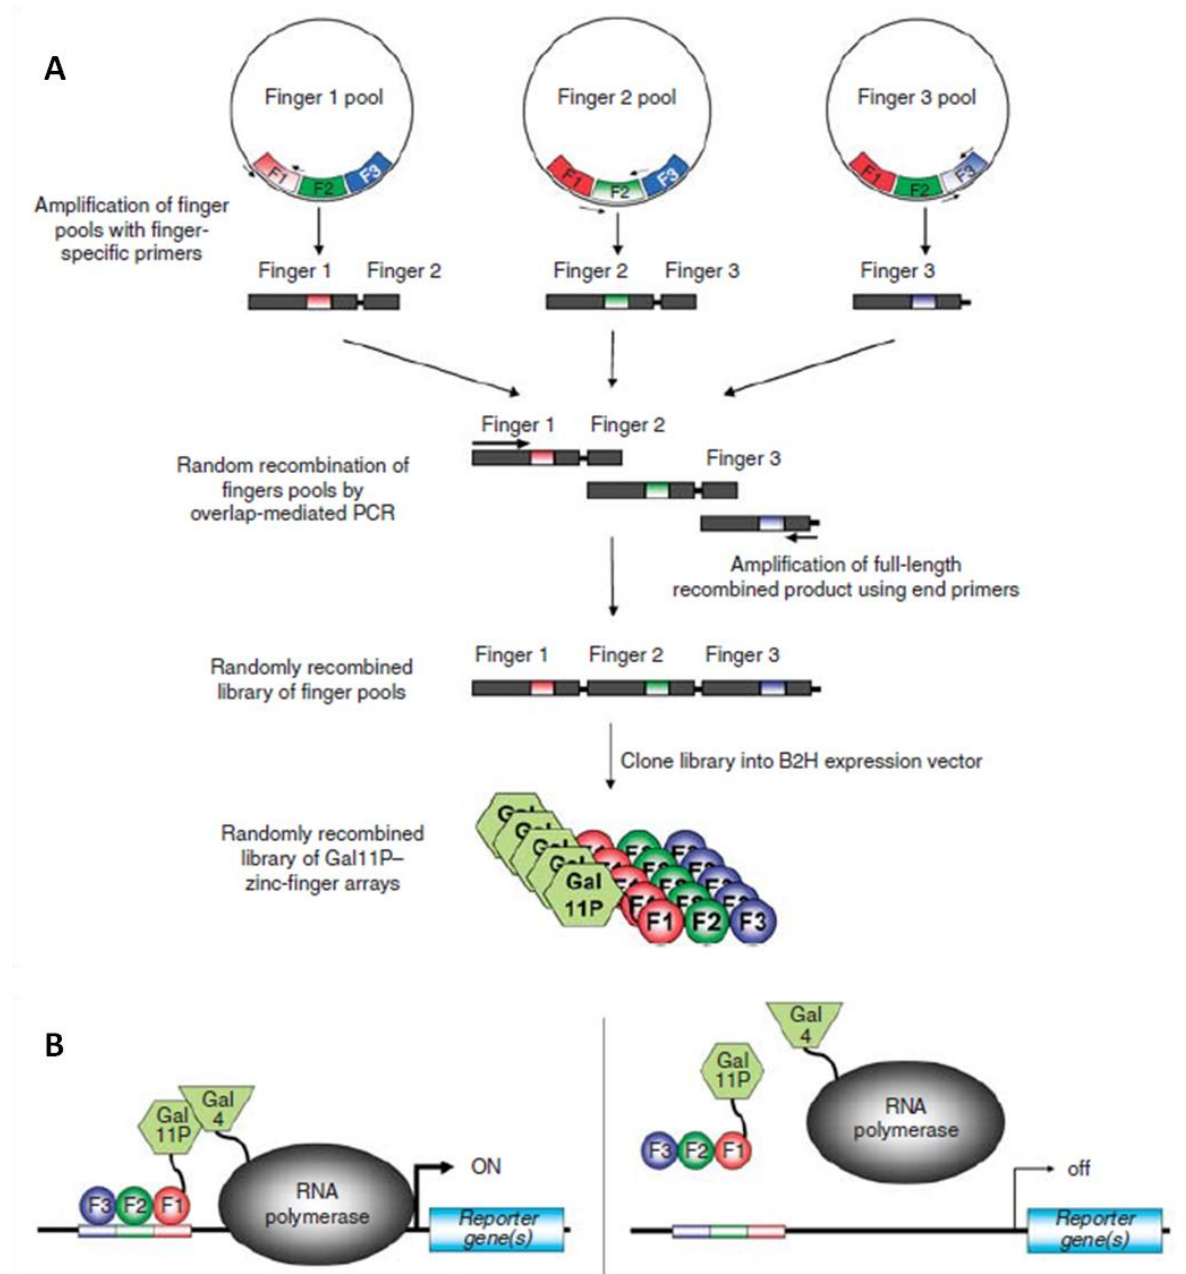 A
Finger 1 pool
Finger 2 pool
Finger 3 pool
F1
F2
F3
F1
F2
F3
F1
F2
F3
Amplification of finger
pools with finger-
specific primers
Finger 1
Finger 2
Finger 2
Finger 3
Finger 3
Finger 1
Finger 2
Finger 3
Random recombination of
fingers pools by
overlap-mediated PCR
Amplification of full-length
recombined product using end primers
Finger 1
Finger 2
Finger 3
Randomly recombined
library of finger pools
Clone library into B2H expression vector
Randomly recombined
library of Gal11P–
zinc-finger arrays
Gal
11P
F1
F2
F3
B
Gal
11P
Gal
4
RNA
polymerase
F3
F2
F1
ON
Reporter
gene(s)
Gal
4
Gal
11P
RNA
polymerase
F3
F2
F1
off
Reporter
gene(s)